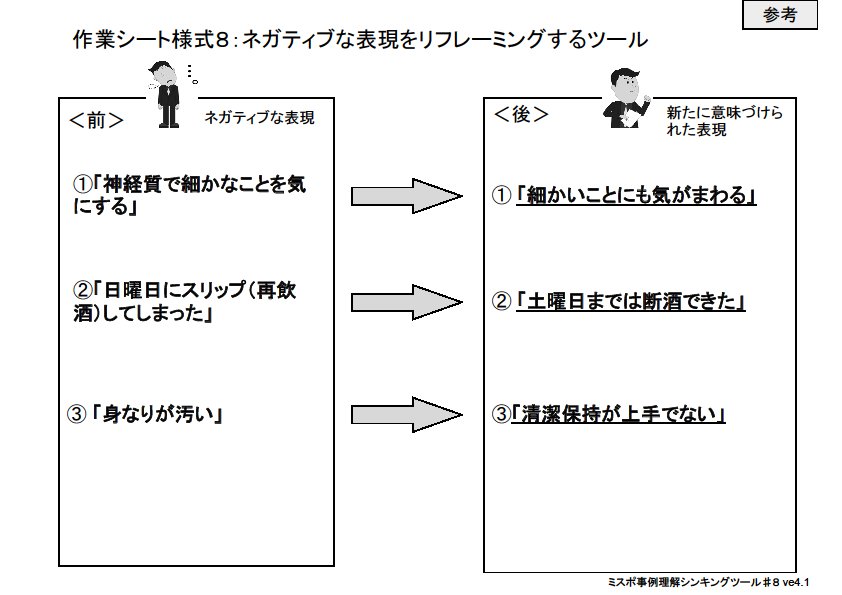 参考
作業シート様式8：ネガティブな表現をリフレーミングするツール
＜前＞
ネガティブな表現
①「神経質で細かなことを気
にする」
②「日曜日にスリップ（再飲
酒）してしまった」
③「身なりが汚い」
＜後＞
新たに意味づけら
れた表現
①「細かいことにも気がまわる」
②「土曜日までは断酒できた」
③「清潔保持が上手でない」
ミスポ事例理解シンキングツール♯8 ve4.1